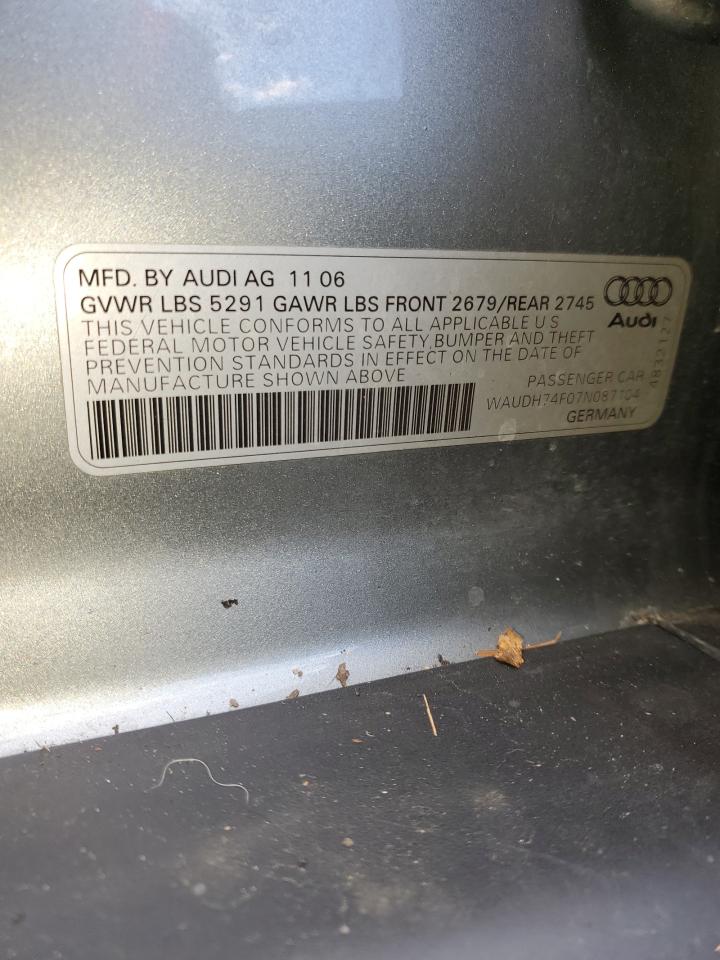 MFD. BY AUDI AG 11 06
GVWR LBS 5291 GAWR LBS FRONT 2679/REAR 2745
THIS VEHICLE CONFORMS TO ALL APPLICABLE U S
FEDERAL MOTOR VEHICLE SAFETY, BUMPER AND THEFT
PREVENTION STANDARDS IN EFFECT ON THE DATE OF
MANUFACTURE SHOWN ABOVE
Audi
PASSENGER CAR
WAUDH74F07N087104
GERMANY